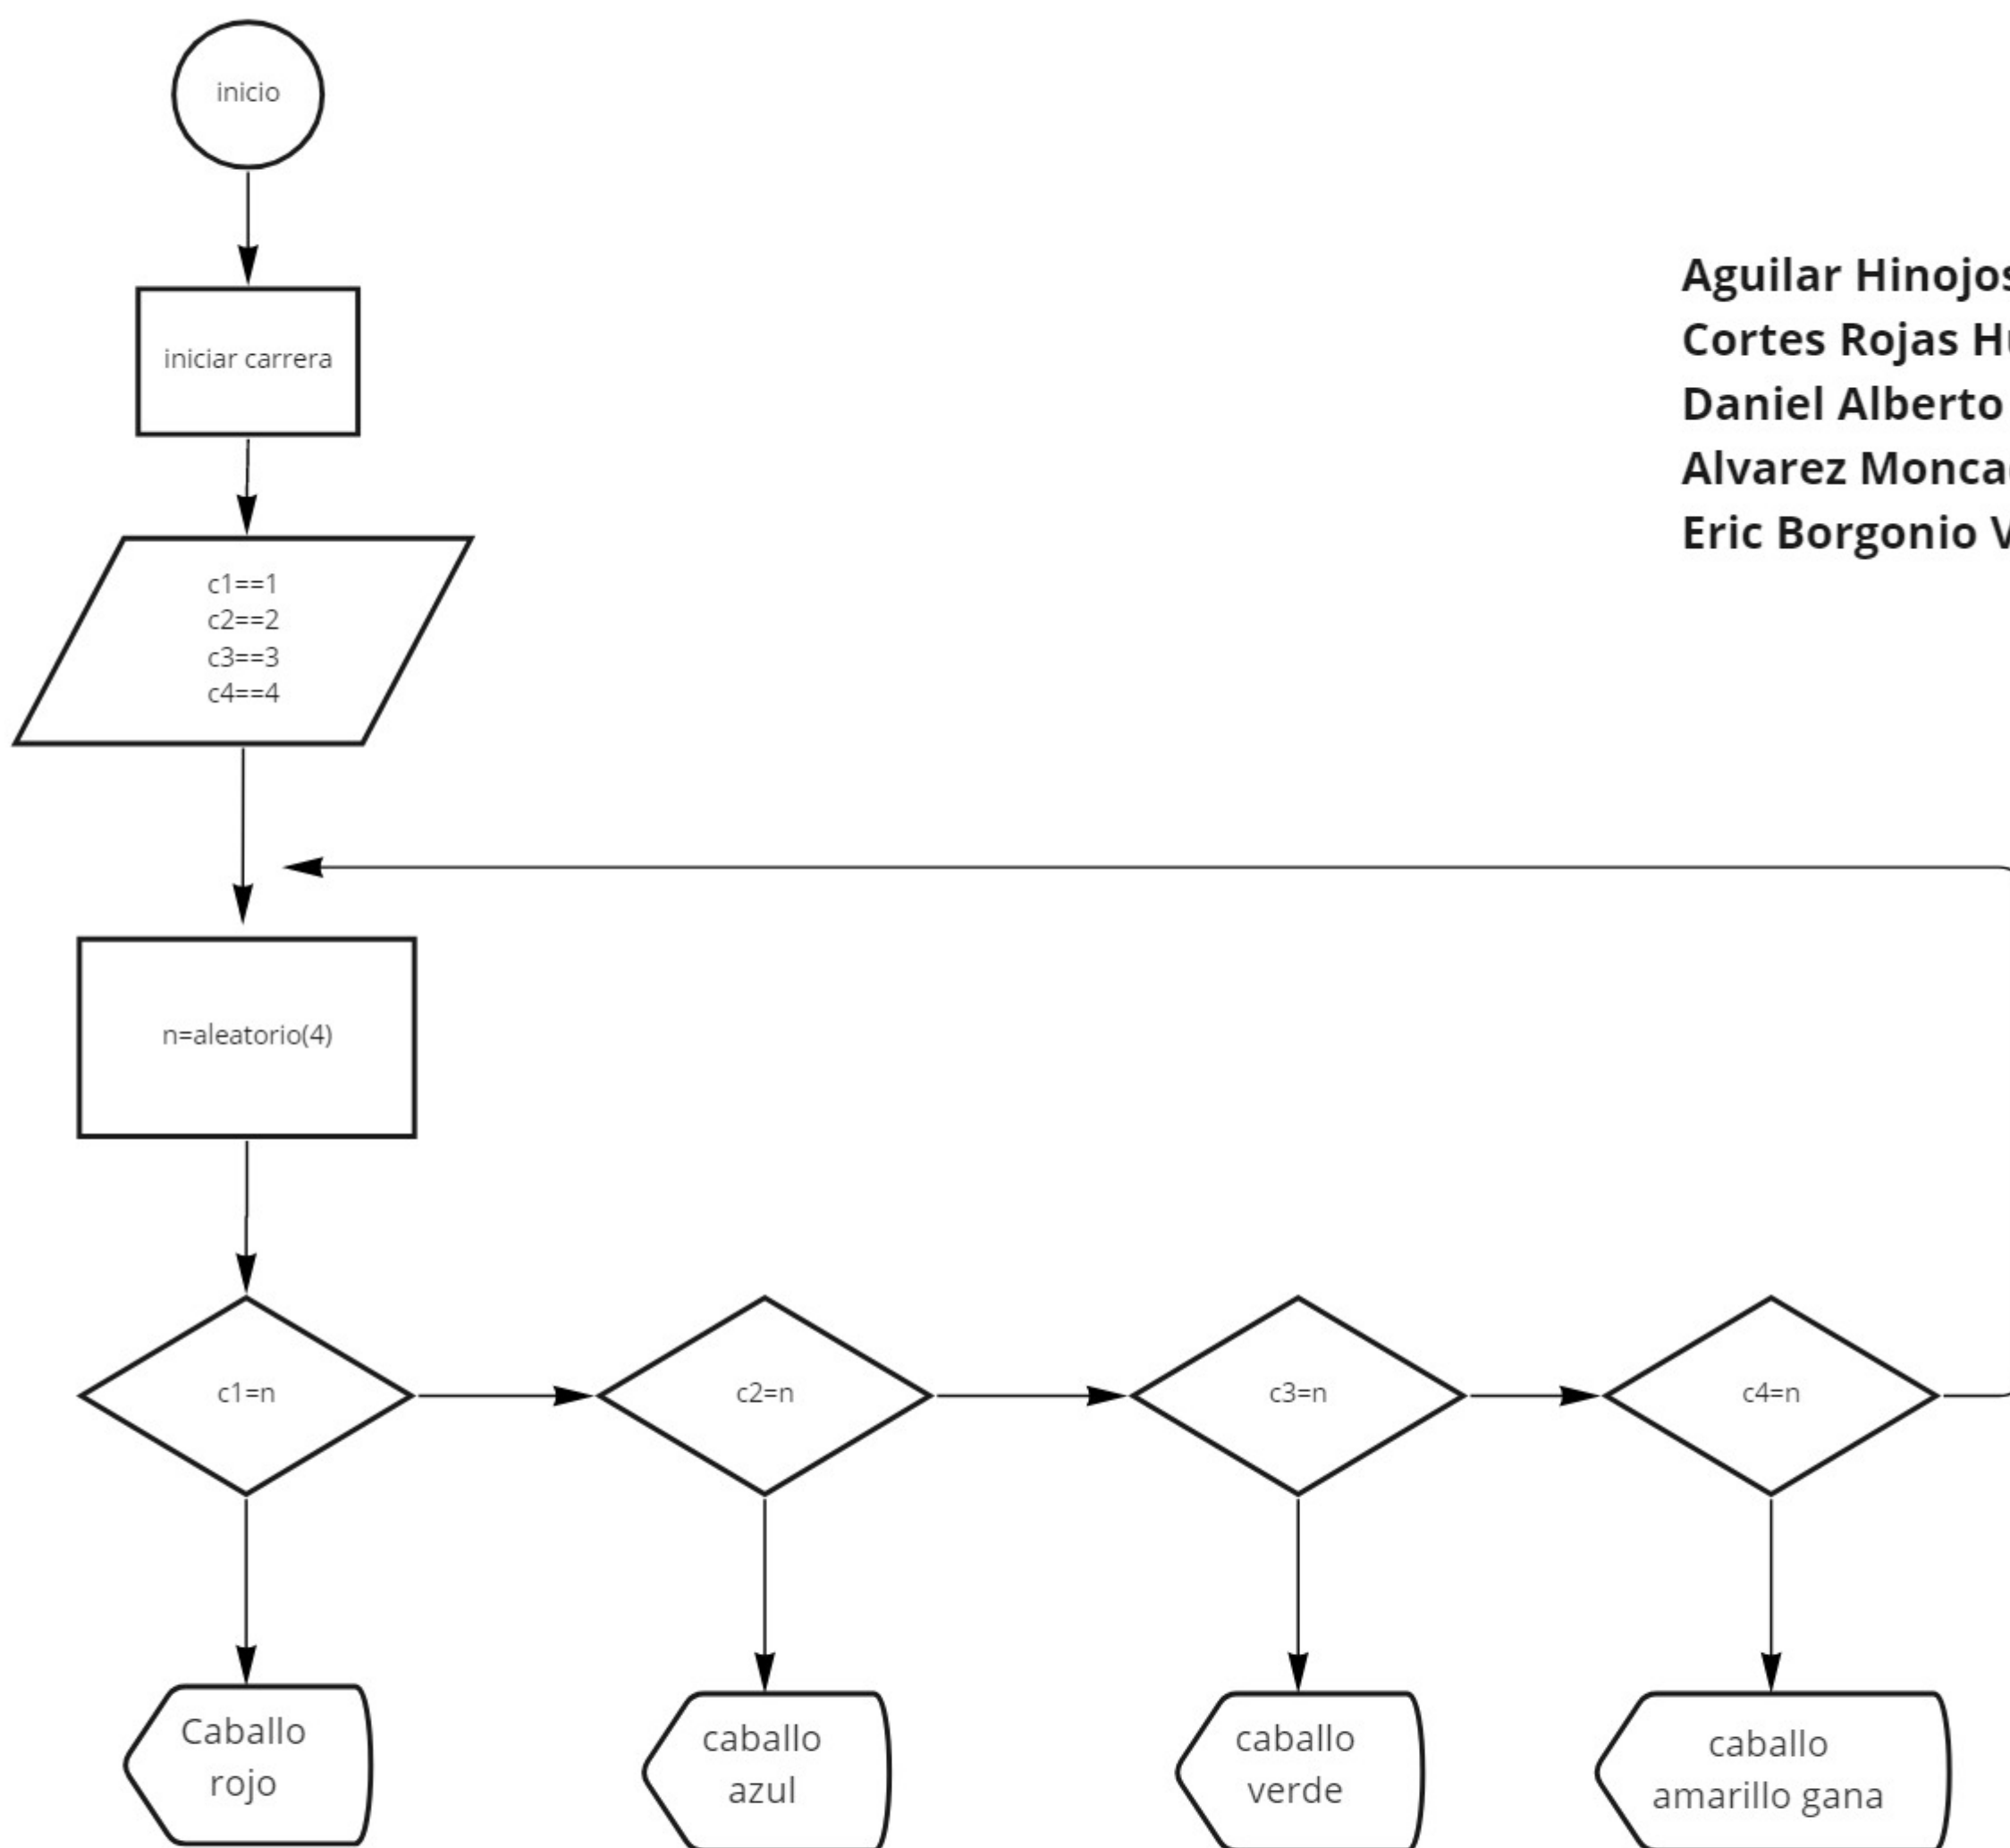 inicio
iniciar carrera
Aguilar Hinojos
Cortes Rojas
Daniel Alberto
Alvarez
Eric Borgonio
c1==1
c2==2
c3==3
c4==4
n=aleatorio(4)
c1=n
c2=n
c3=n
c4=n
Caballo
rojo
caballo
azul
caballo
verde
caballo
amarillo gana